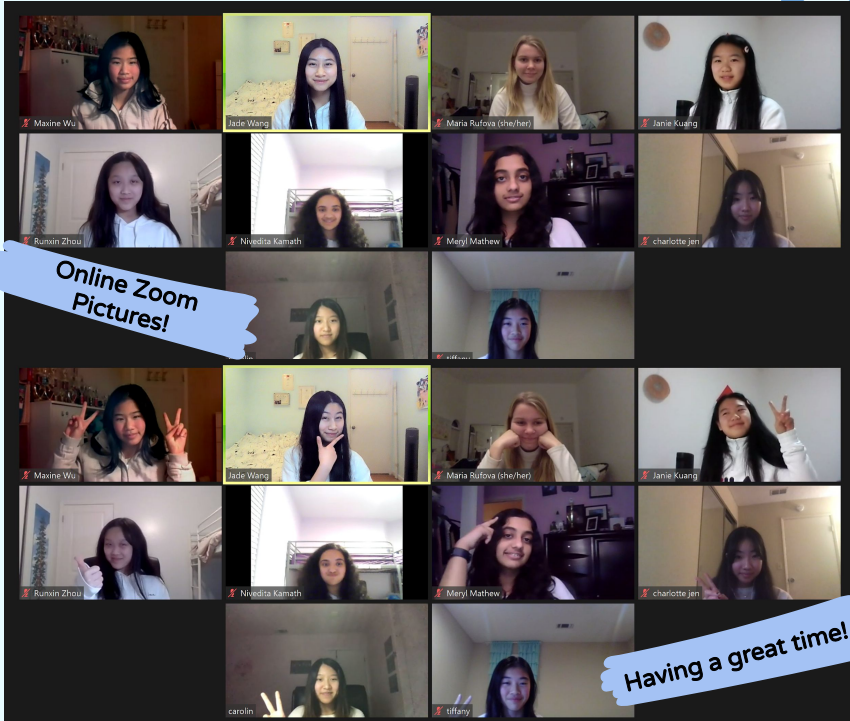 Maxine Wu
Jade Wang
Maria Rufova (she/her)
Janie Kuang
Runxin Zhou
Nivedita Kamath
Meryl Mathew
charlotte jen
Online Zoom
Pictures!
tiffany
Maxine Wu
Jade Wang
Maria Rufova (she/her)
Janie Kuang
Runxin Zhou
Nivedita Kamath
Meryl Mathew
charlotte jen
carolin
tiffany
Having a great time!